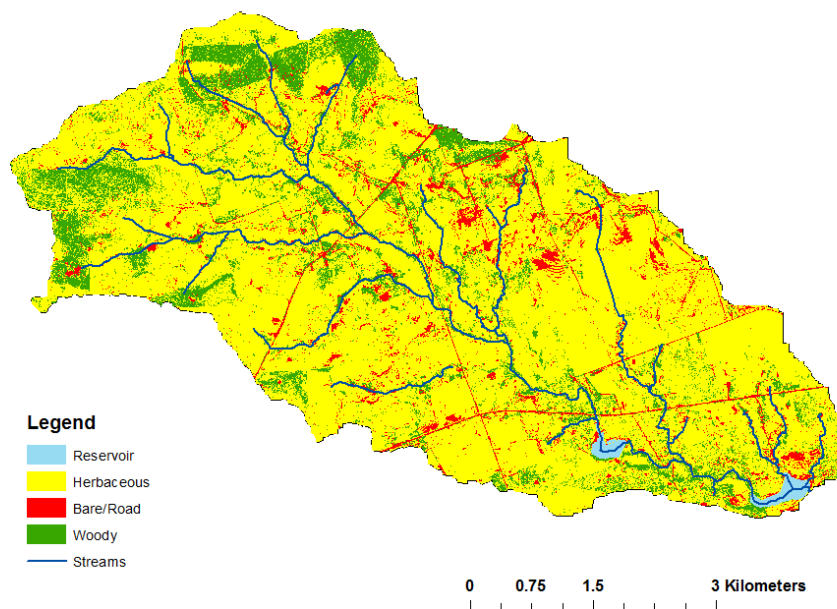 Legend
Reservoir
Herbaceous
Bare/Road
Woody
Streams
0 0.75 1.5 3 Kilometers